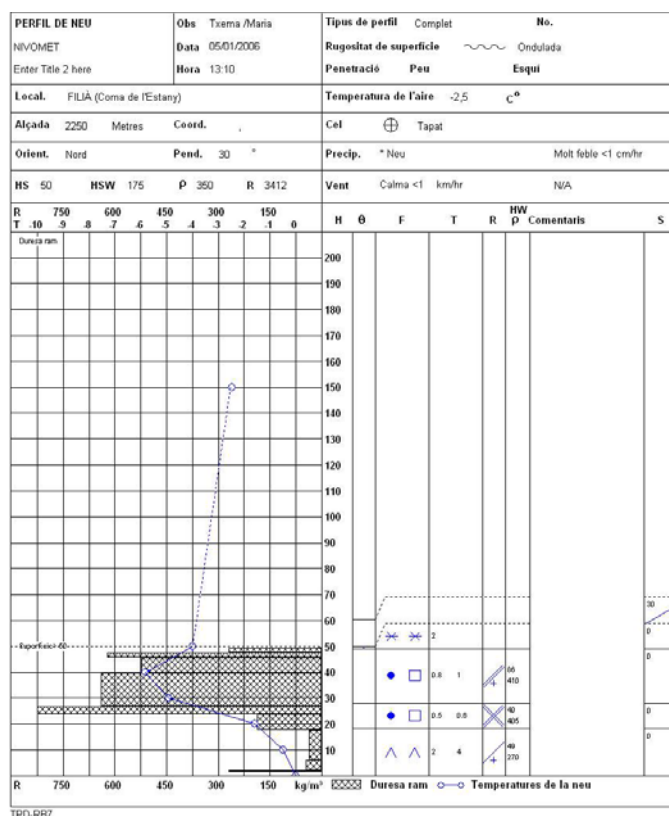 PERFIL DE NEU
Obs Txema /Maria
Tipus de perfil Complet No.
NIVOMET
Data 05/01/2006
Rugositat de superfície Ondulada
Enter Title 2 here
Hora 13:10
Penetració Peu Esquí
Local. FILIÀ (Coma de l'Estany)
Temperatura de l'aire -2,5 Cº
Alçada 2250 Metres Coord. ,
Cel Tapat
Orient. Nord Pend. 30 °
Precip. * Neu Molt feble <1 cm/hr
HS 50 HSW 175 ρ 350 R 3412
Vent Calma <1 km/hr N/A
R 750 600 450 300 150
T -10 -9 -8 -7 -6 -5 -4 -3 -2 -1 0
H θ F T R HW ρ Comentaris S
Duresa ram
200
190
180
170
160
150
140
130
120
110
100
90
80
70
60
30
2 0
50
40
0.8 1 410 0
30
0.5 0.8 40 405 0
20
2 4 49 270 0
10
R 750 600 450 300 150 kg/m³ Duresa ram Temperatures de la neu